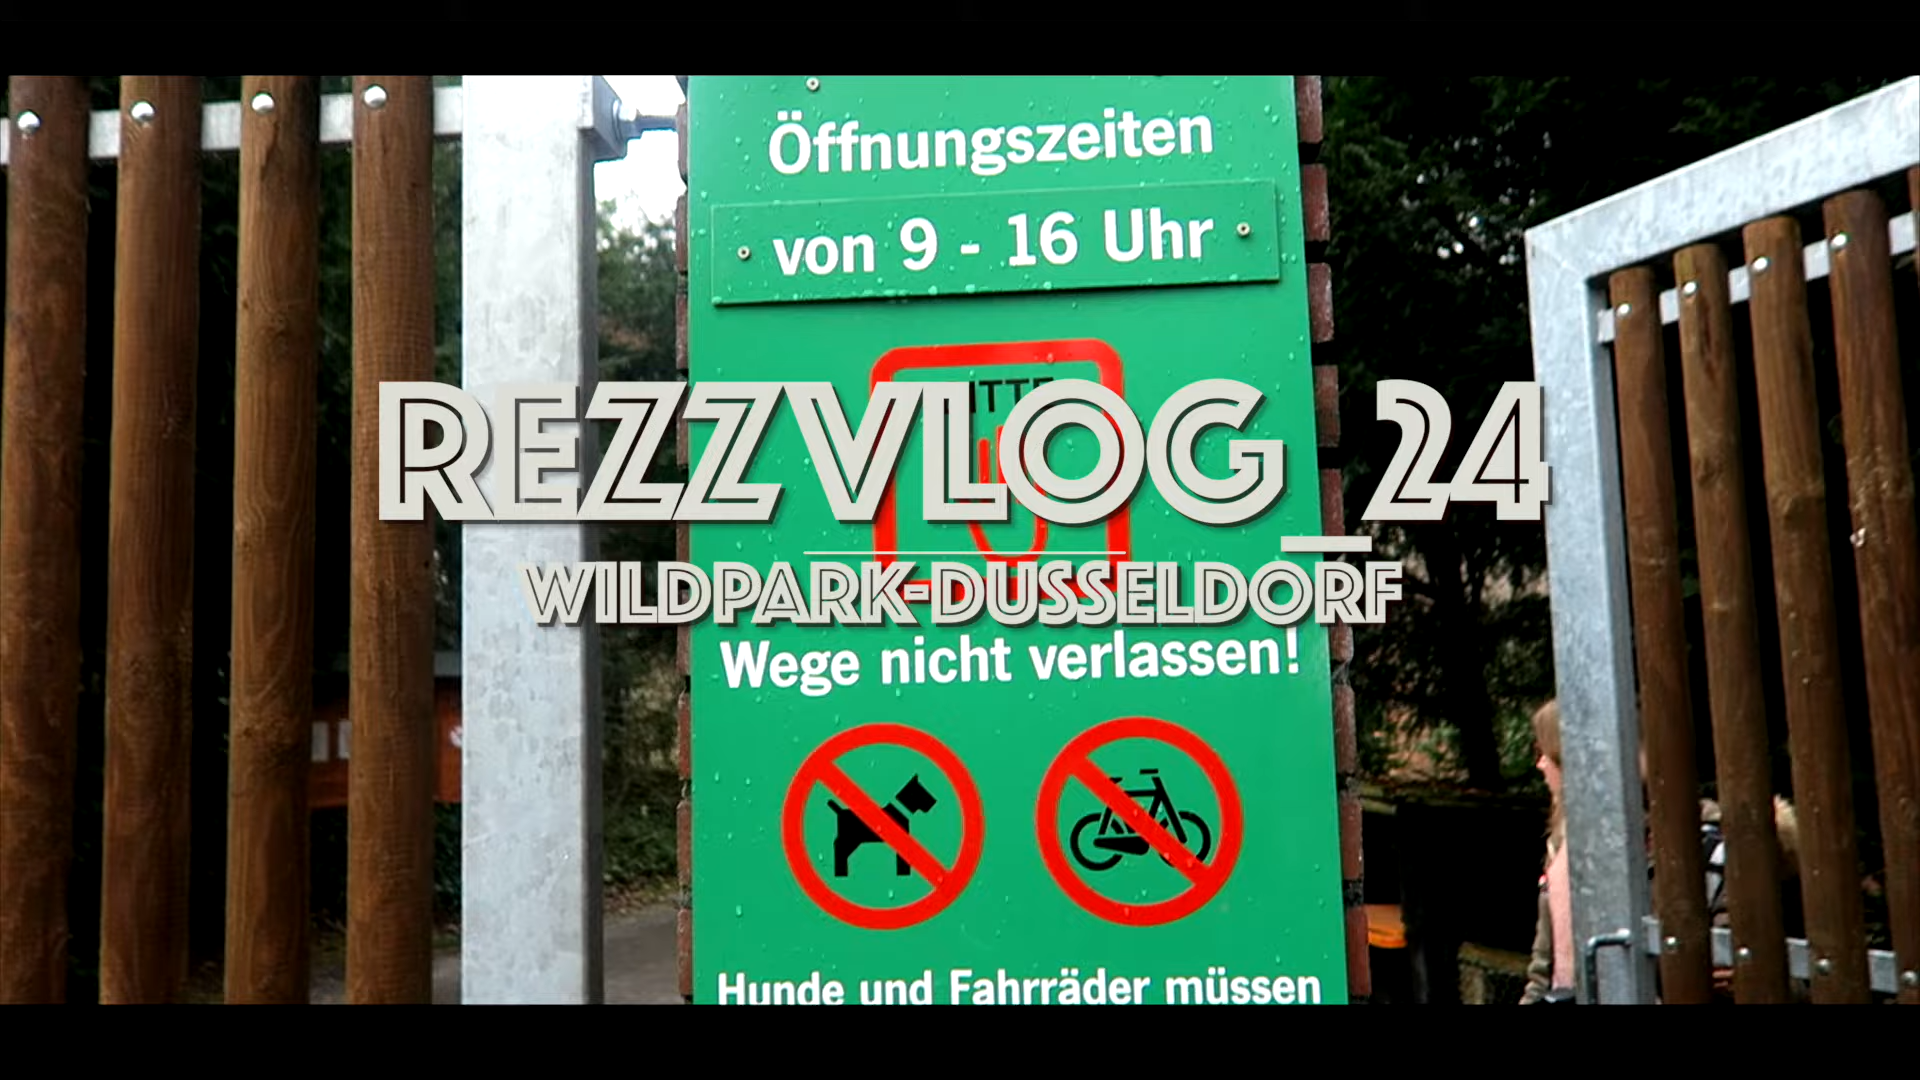 Öffnungszeiten
von 9 - 16 Uhr
REZZVLOG_24
WILDPARK-DUSSELDORF
Wege nicht verlassen!
Hunde und Fahrräder müssen